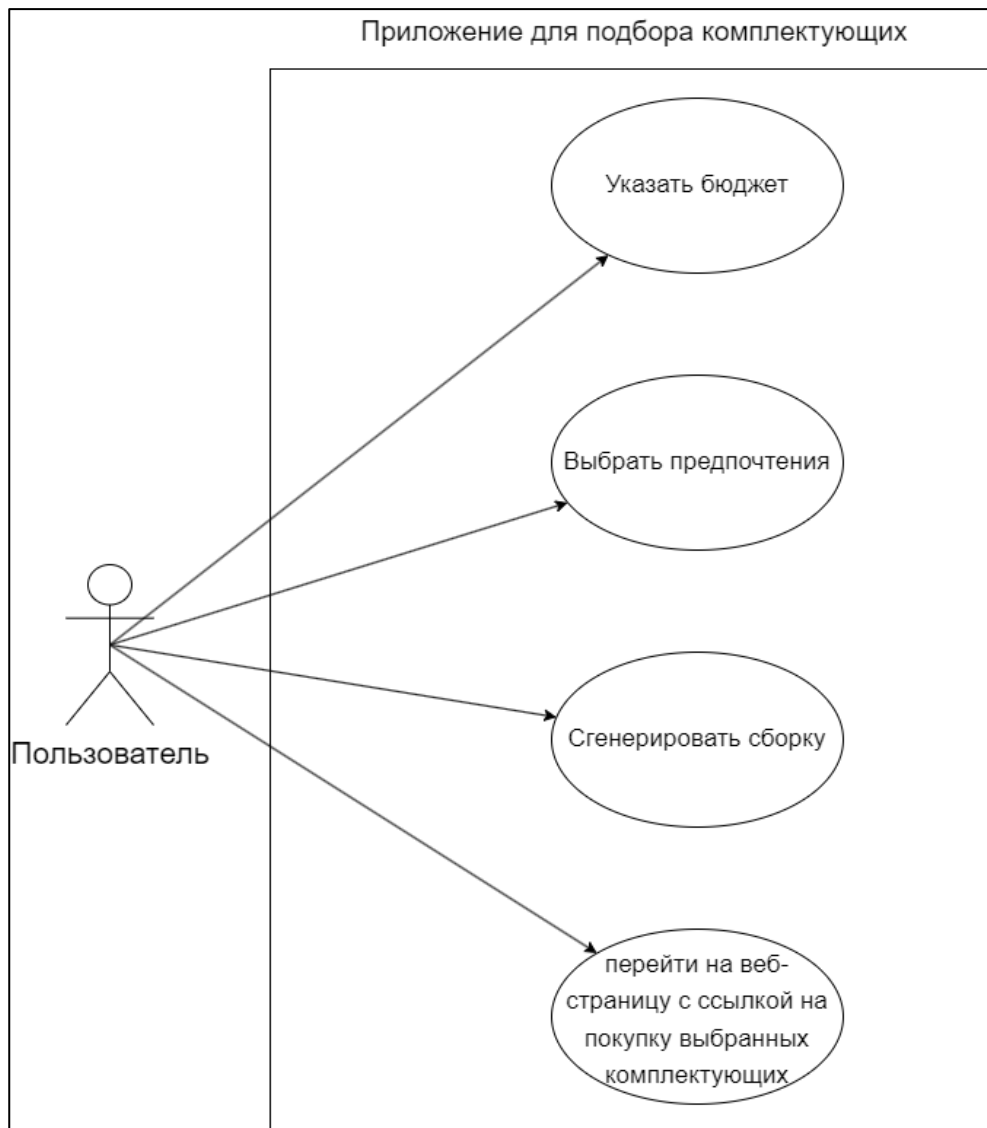 Приложение для подбора комплектующих
Указать бюджет
Выбрать предпочтения
Сгенерировать сборку
Пользователь
перейти на веб-
страницу с ссылкой на
покупку выбранных
комплектующих